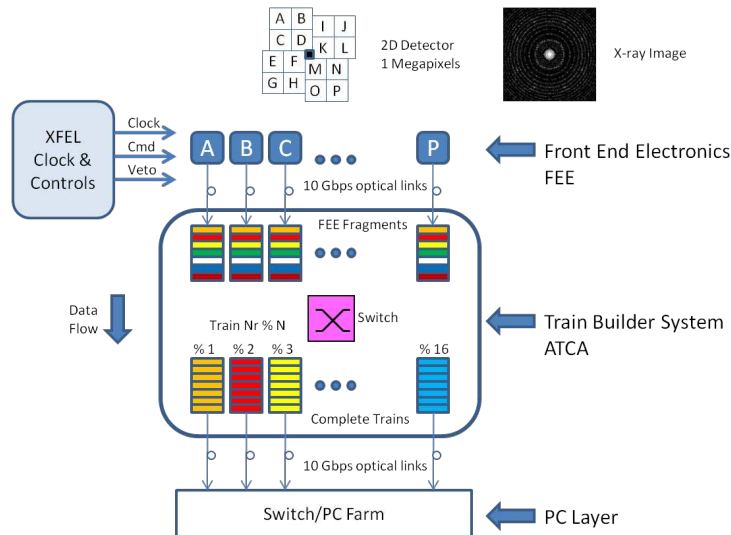 A B I J
C D K L
E F M N
G H O P
2D Detector
1 Megapixels
X-ray Image
XFEL
Clock &
Controls
Clock
Cmd
Veto
A B C P
Front End Electronics
FEE
10 Gbps optical links
FEE Fragments
Data
Flow
Train Nr % N
Switch
Train Builder System
ATCA
% 1 % 2 % 3 % 16
Complete Trains
10 Gbps optical links
Switch/PC Farm
PC Layer